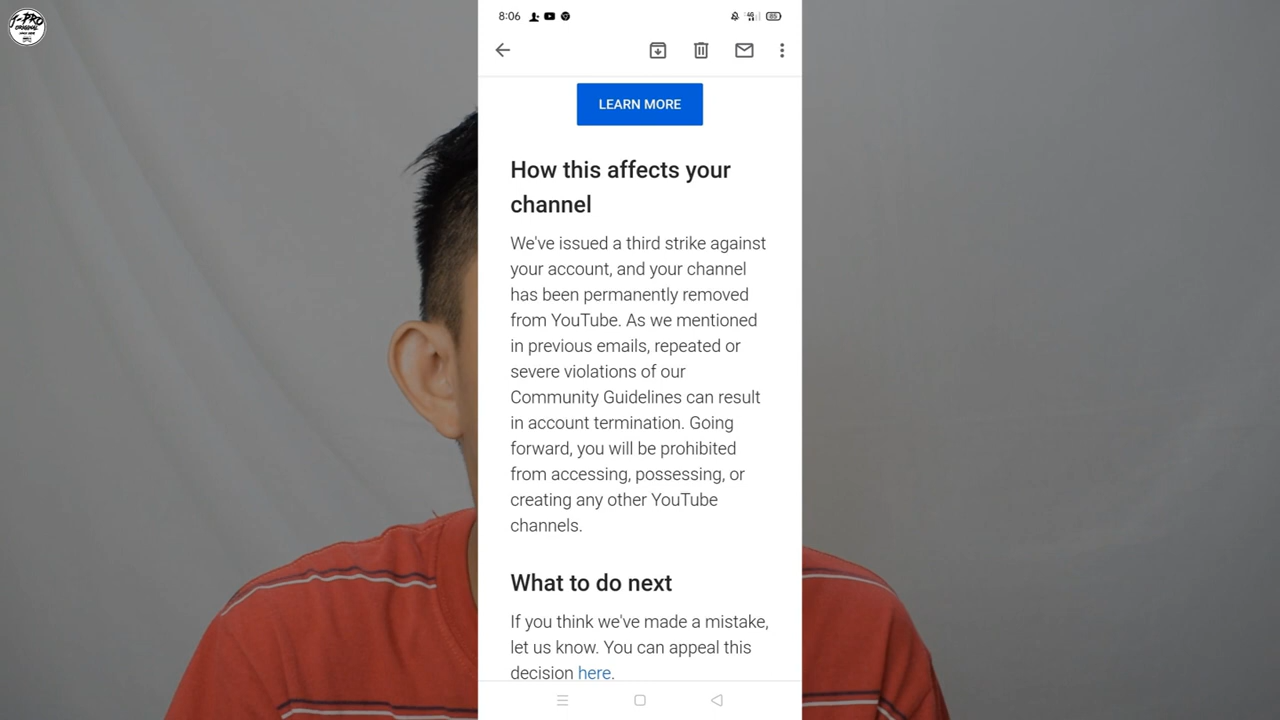 J-PRO
ORIGINAL
8:06
4G
85
LEARN MORE
How this affects your
channel
We've issued a third strike against
your account, and your channel
has been permanently removed
from YouTube. As we mentioned
in previous emails, repeated or
severe violations of our
Community Guidelines can result
in account termination. Going
forward, you will be prohibited
from accessing, possessing, or
creating any other YouTube
channels.
What to do next
If you think we've made a mistake,
let us know. You can appeal this
decision here.